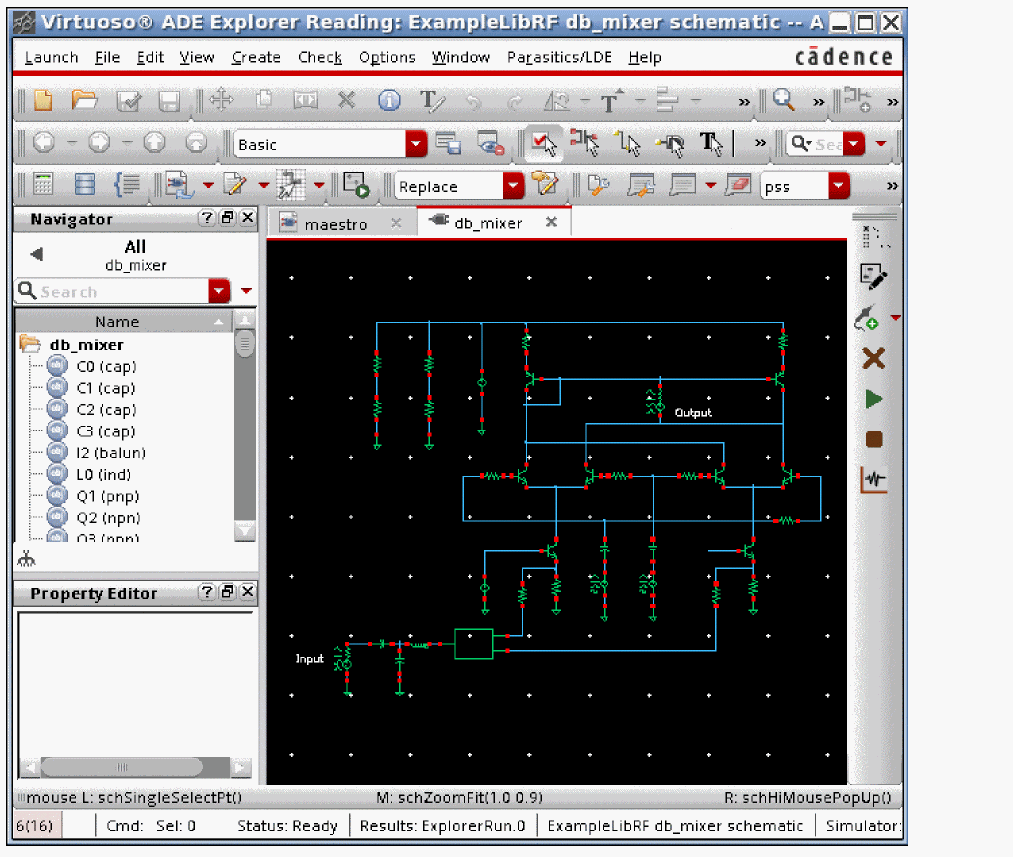 Virtuoso® ADE Explorer Reading: ExampleLibRF db_mixer schematic -- A
Launch File Edit View Create Check Options Window Parasitics/LDE Help cādence
Basic
Sea
Replace
pss
Navigator
maestro
db_mixer
All
db_mixer
Search
Name
db_mixer
C0 (cap)
C1 (cap)
C2 (cap)
C3 (cap)
I2 (balun)
L0 (ind)
Q1 (pnp)
Q2 (npn)
Q3 (npn)
Output
Property Editor
Input
mouse L: schSingleSelectPt() M: schZoomFit(1.0 0.9) R: schHiMousePopUp()
6(16) Cmd: Sel: 0 Status: Ready Results: ExplorerRun.0 ExampleLibRF db_mixer schematic Simulator: